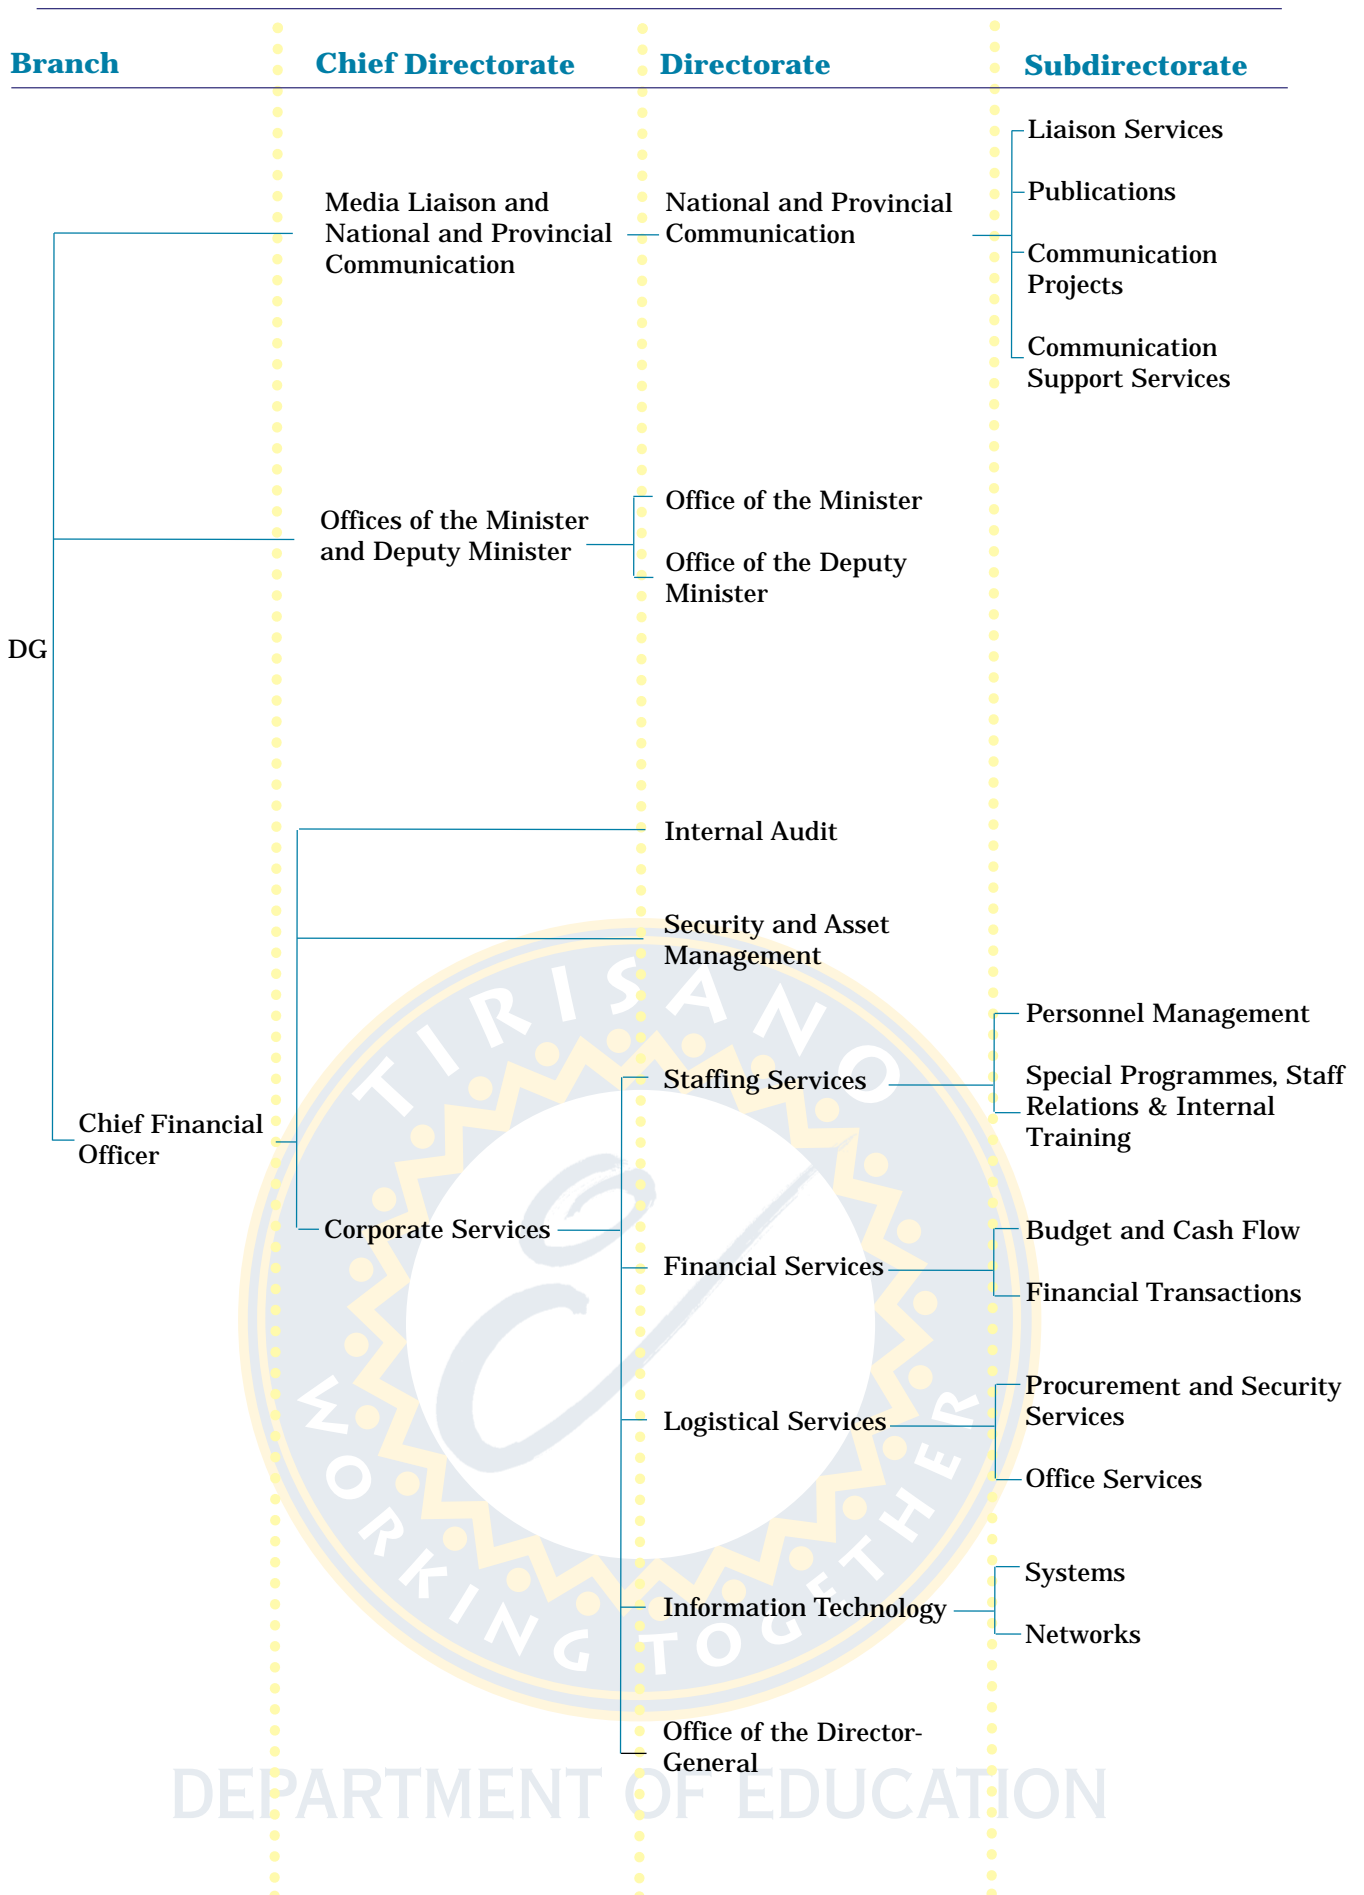 Branch
Chief Directorate
Directorate
Subdirectorate
Liaison Services
Publications
Communication
Projects
Communication
Support Services
Media Liaison and
National and Provincial
Communication
National and Provincial
Communication
Offices of the Minister
and Deputy Minister
Office of the Minister
Office of the Deputy
Minister
DG
Internal Audit
Security and Asset
Management
Chief Financial
Officer
Corporate Services
Staffing Services
Personnel Management
Special Programmes, Staff
Relations & Internal
Training
Financial Services
Budget and Cash Flow
Financial Transactions
Logistical Services
Procurement and Security
Services
Office Services
Information Technology
Systems
Networks
Office of the Director-
General
TIRISANO
WORKING TOGETHER
DEPARTMENT OF EDUCATION